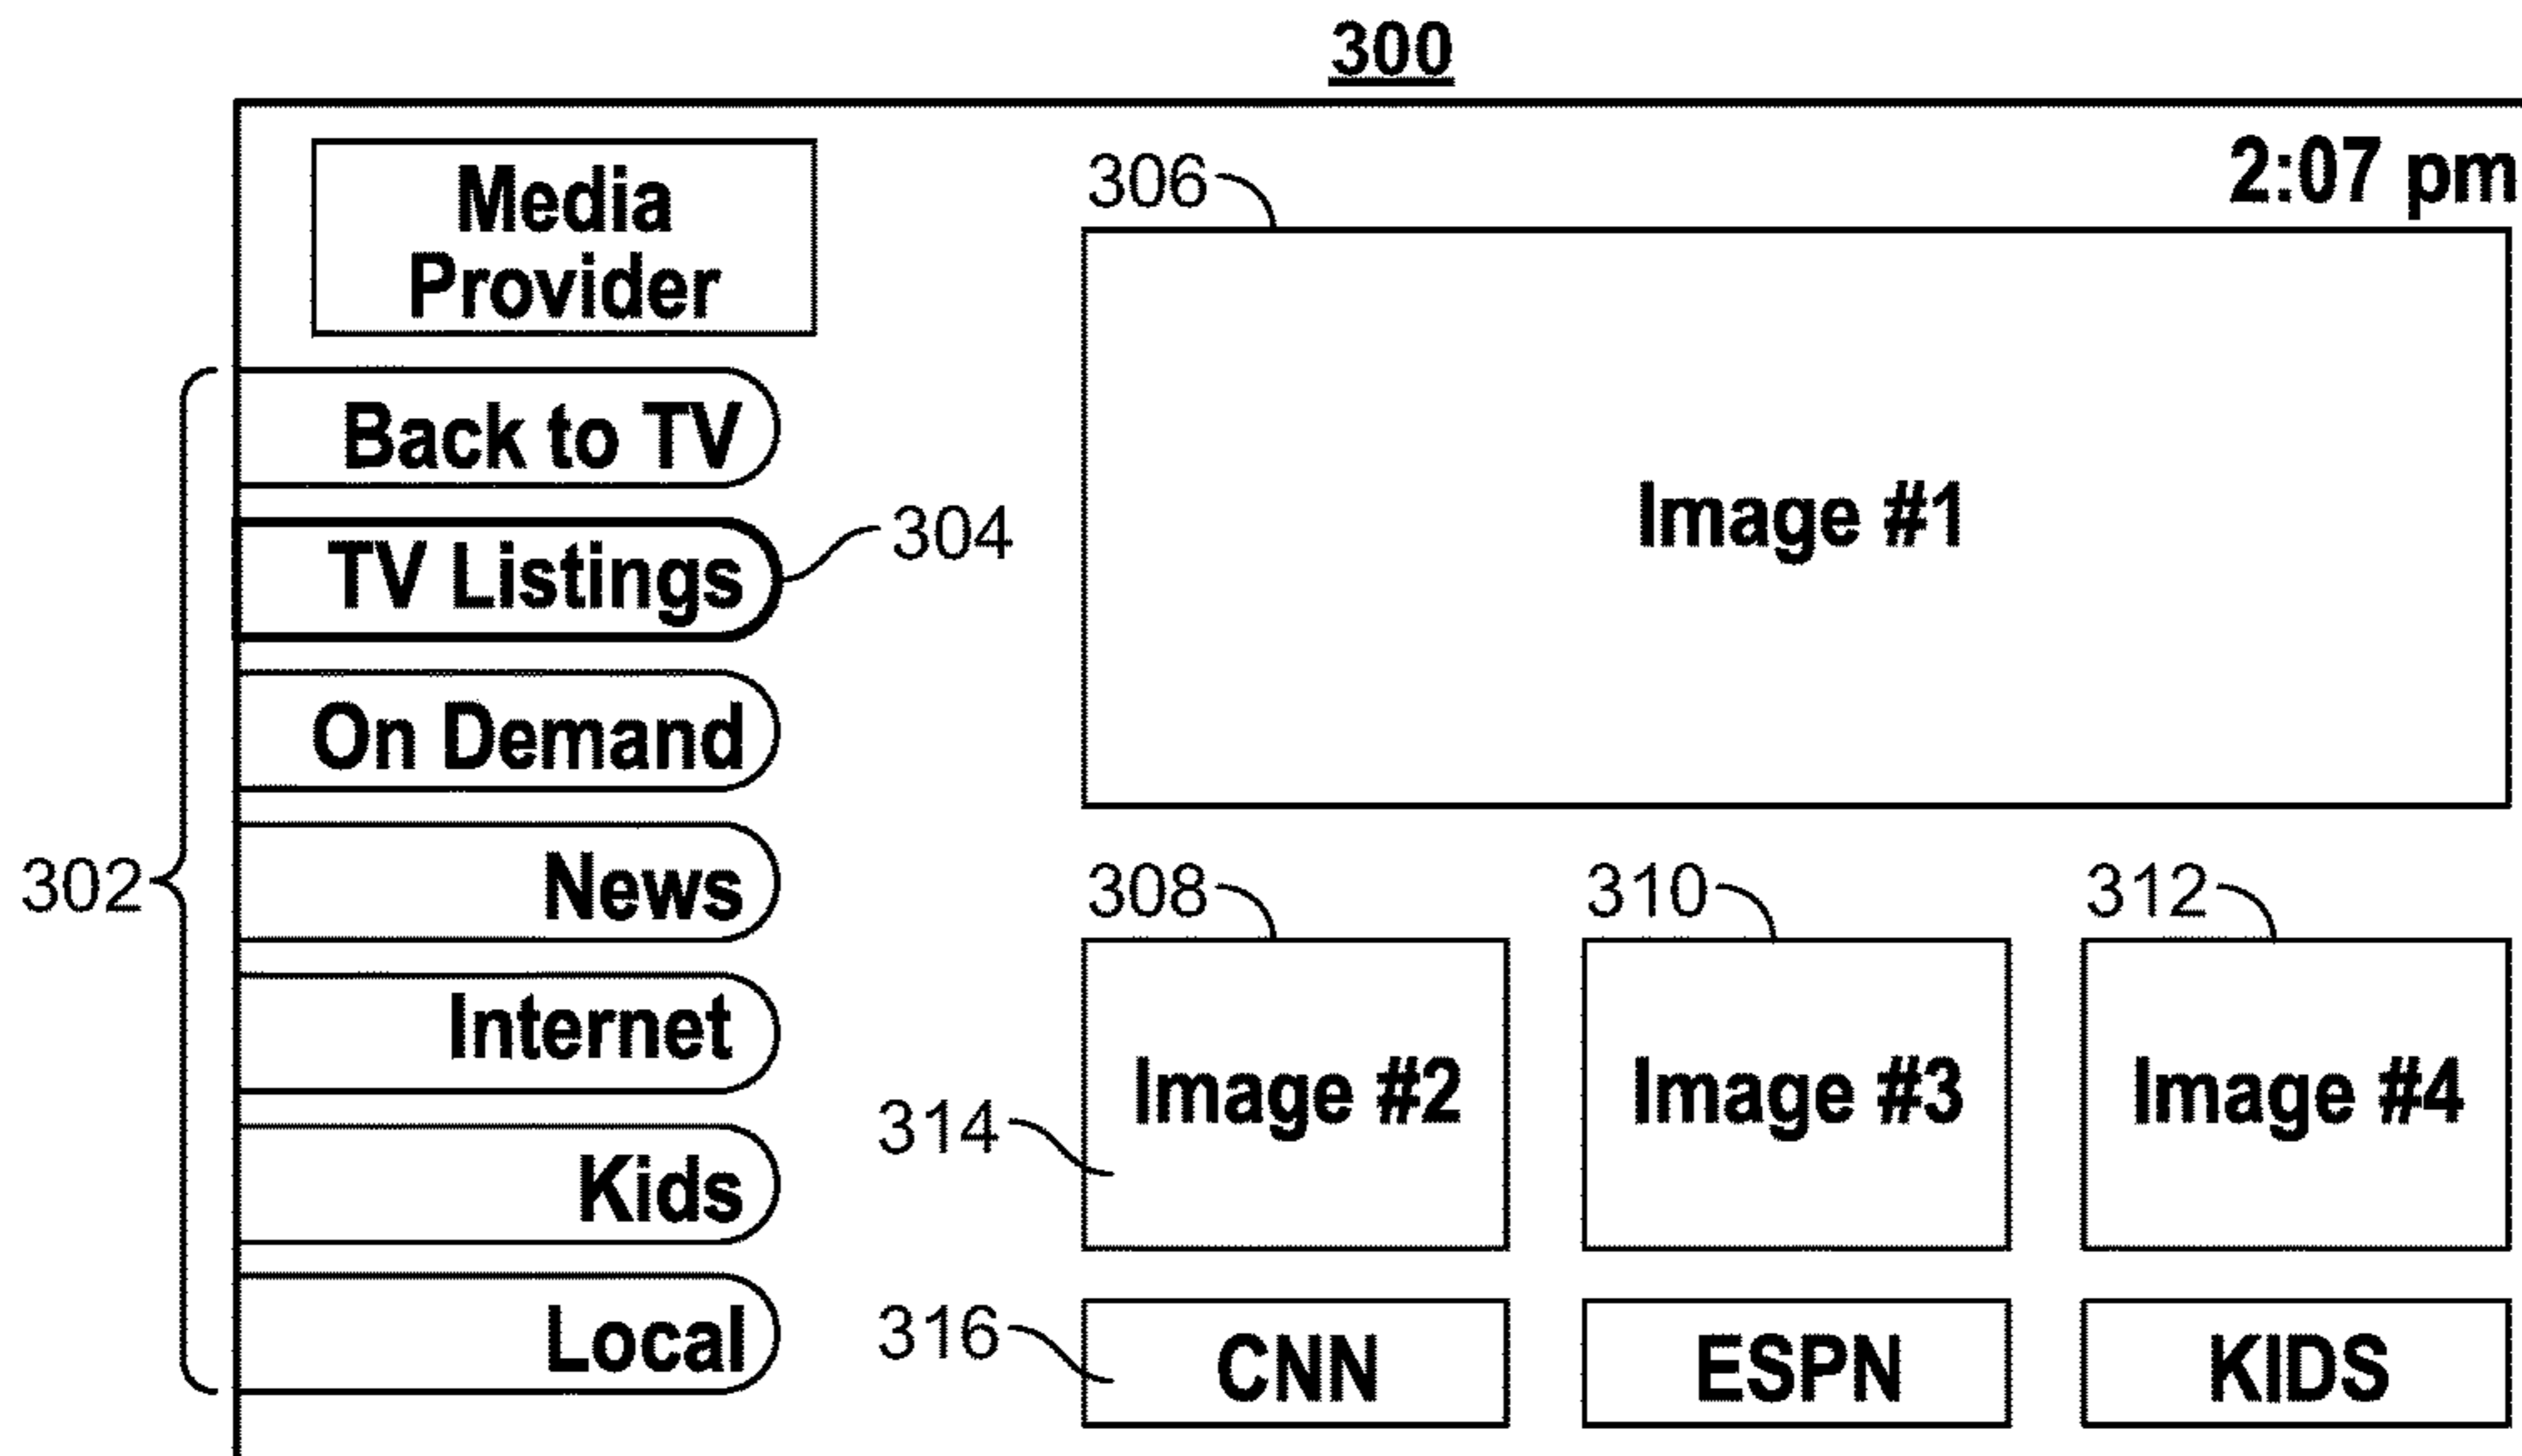 300
2:07 pm
Media
Provider
306
Back to TV
TV Listings
304
On Demand
News
Internet
Kids
Local
302
Image #1
308
310
312
Image #2
Image #3
Image #4
314
316
CNN
ESPN
KIDS